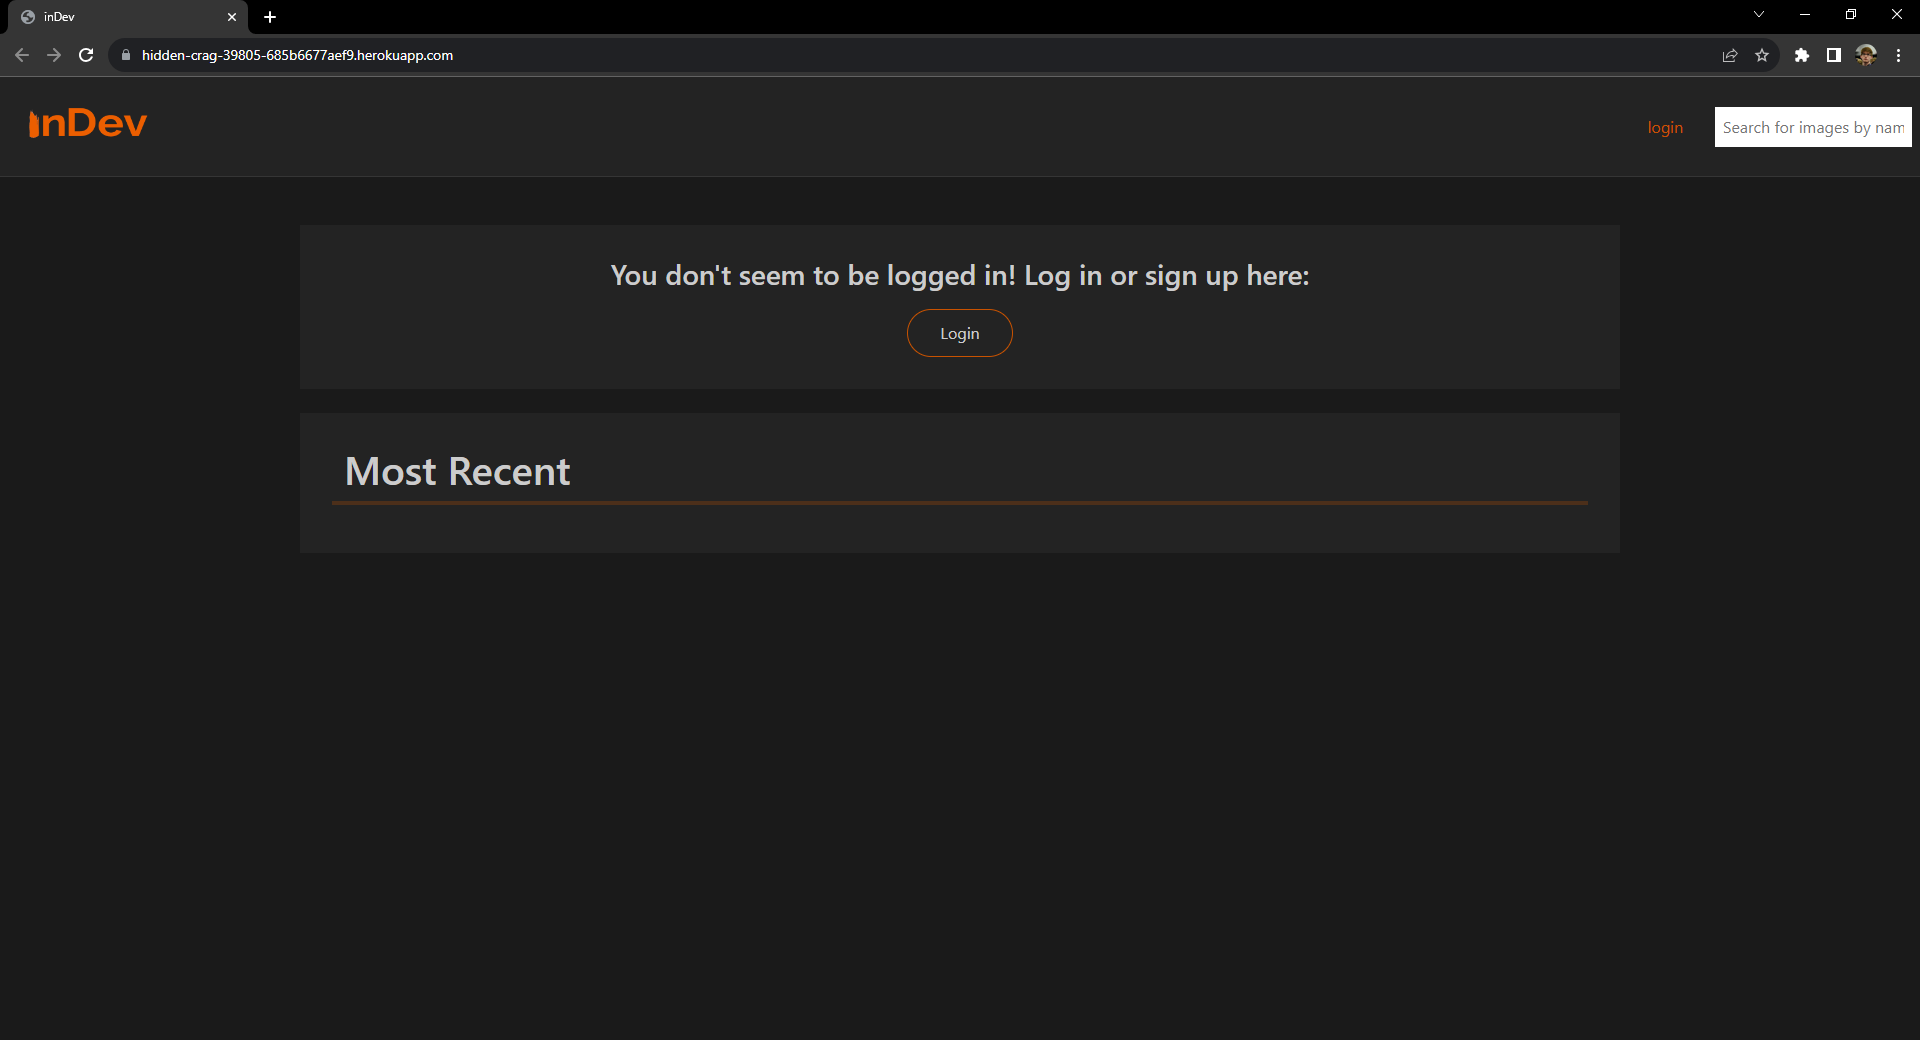 inDev
hidden-crag-39805-685b6677aef9.herokuapp.com
inDev
login
Search for images by nam
You don't seem to be logged in! Log in or sign up here:
Login
Most Recent